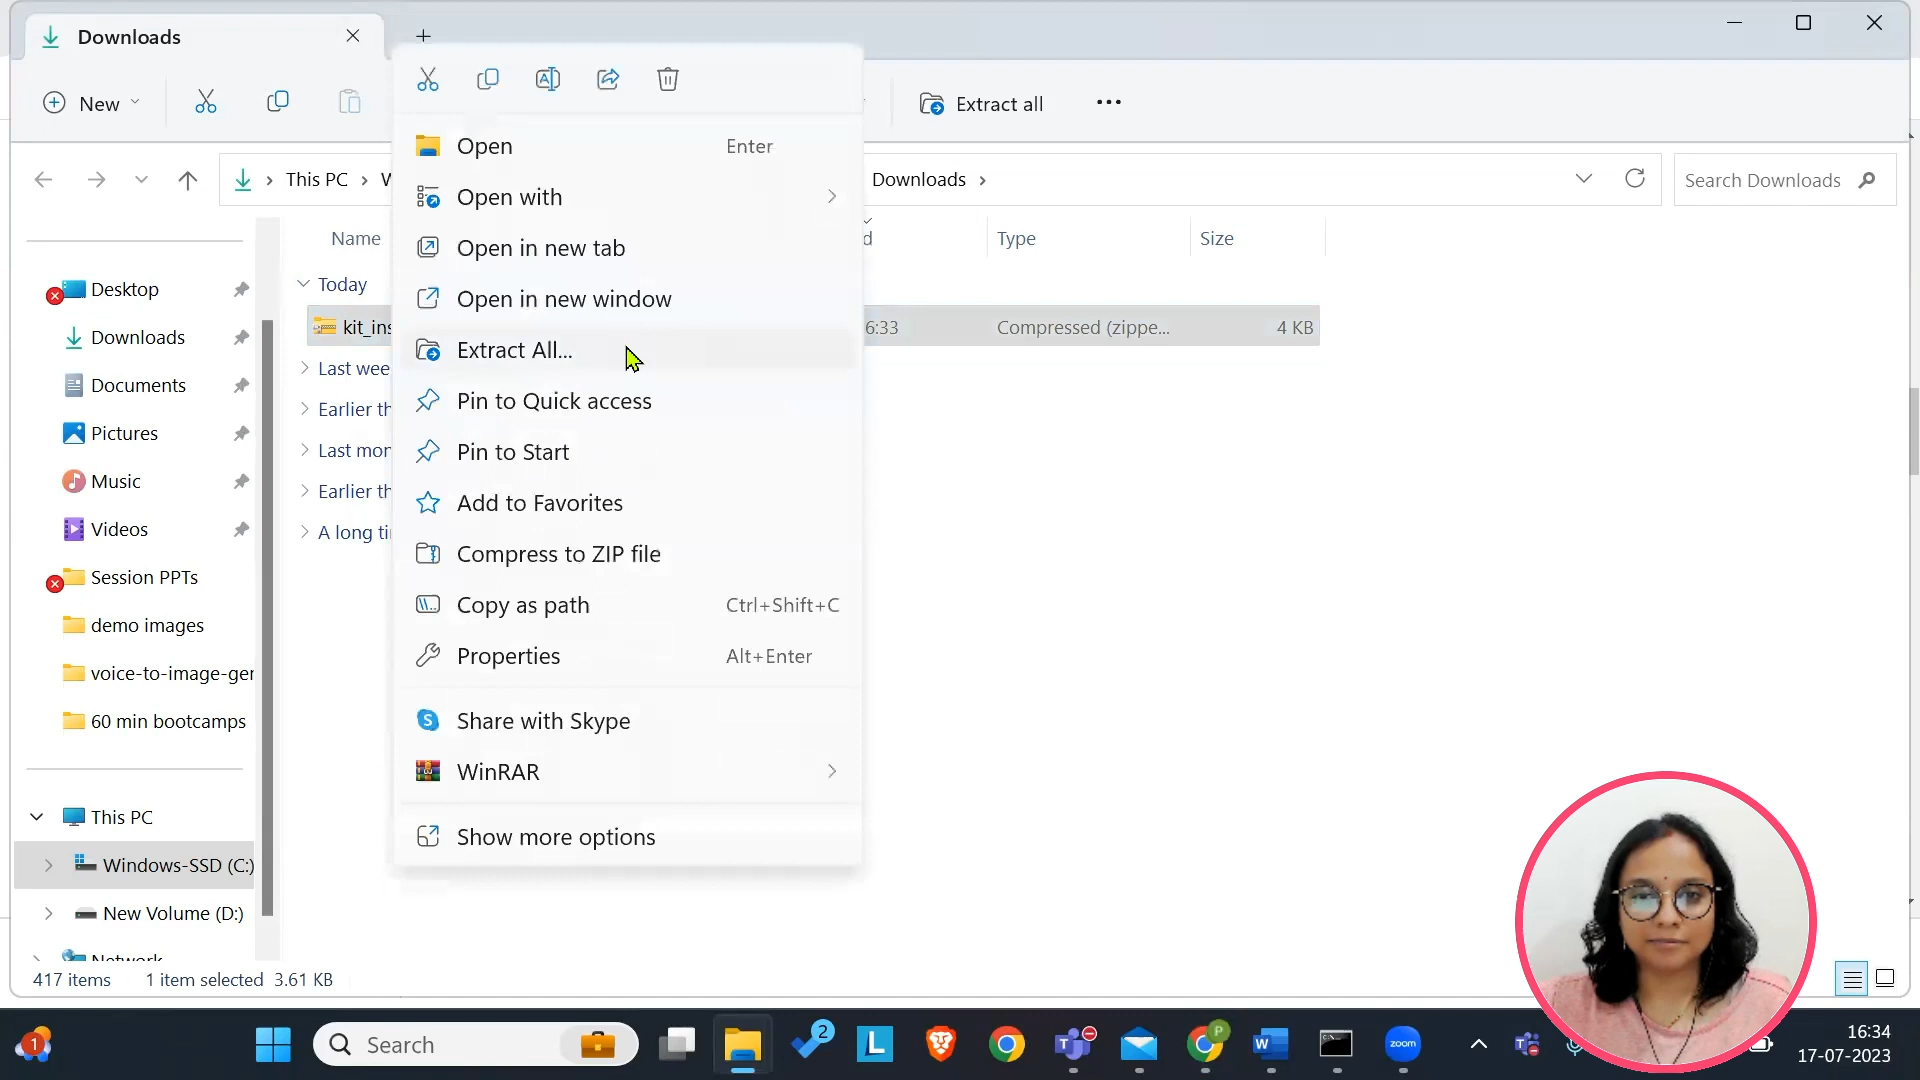 Downloads
New
Extract all
This PC
Downloads
Search Downloads
Name
Type
Size
Desktop
Downloads
Documents
Pictures
Music
Videos
Session PPTs
demo images
voice-to-image-ger
60 min bootcamps
This PC
Windows-SSD (C:)
New Volume (D:)
Network
Today
kit_ins
6:33
Compressed (zippe...
4 KB
Last wee
Earlier th
Last mor
Earlier th
A long ti
Open
Enter
Open with
Open in new tab
Open in new window
Extract All...
Pin to Quick access
Pin to Start
Add to Favorites
Compress to ZIP file
Copy as path
Ctrl+Shift+C
Properties
Alt+Enter
Share with Skype
WinRAR
Show more options
417 items
1 item selected 3.61 KB
1
Search
2
L
T
P
W
zoom
16:34
17-07-2023